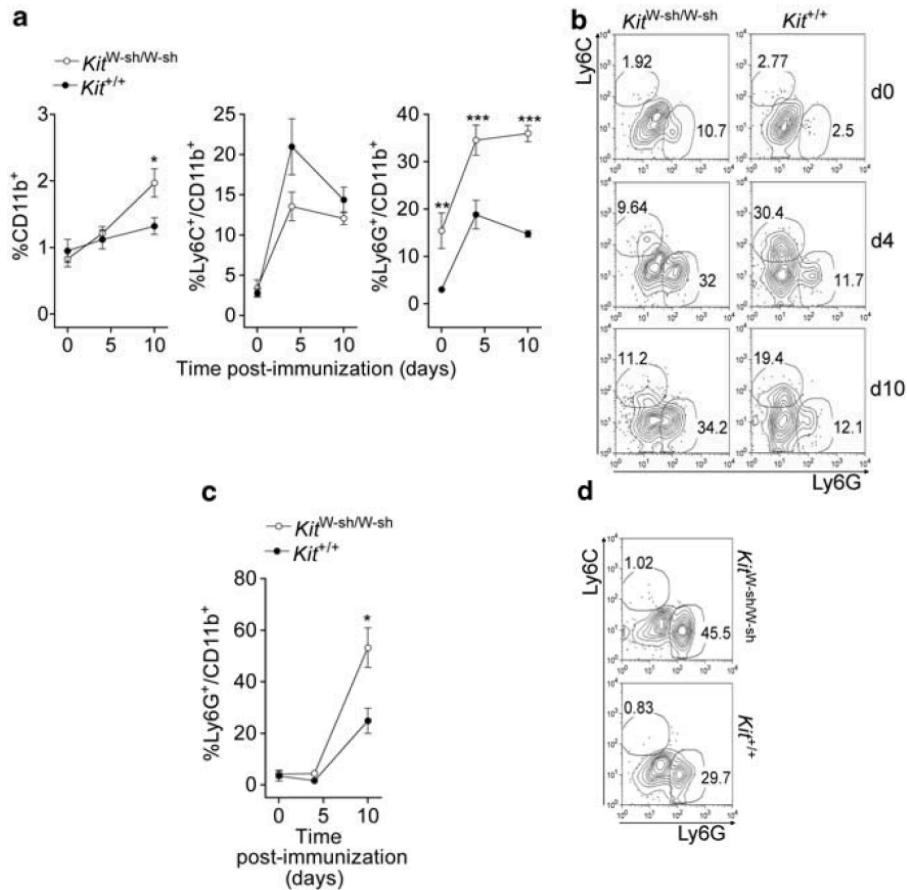 a
Kit W-sh/W-sh
Kit +/+
%CD11b+
3
2
1
0
*
0 5 10
%Ly6C+/CD11b+
25
20
15
10
5
0
0 5 10
%Ly6G+/CD11b+
40
30
20
10
0
**
***
***
0 5 10
Time post-immunization (days)
b
Kit W-sh/W-sh
Kit +/+
Ly6C
1.92
10.7
2.77
2.5
d0
9.64
32
30.4
11.7
d4
11.2
34.2
19.4
12.1
d10
Ly6G
c
Kit W-sh/W-sh
Kit +/+
%Ly6G+/CD11b+
80
60
40
20
0
*
0 5 10
Time
post-immunization
(days)
d
Ly6C
1.02
45.5
Kit W-sh/W-sh
0.83
29.7
Kit +/+
Ly6G